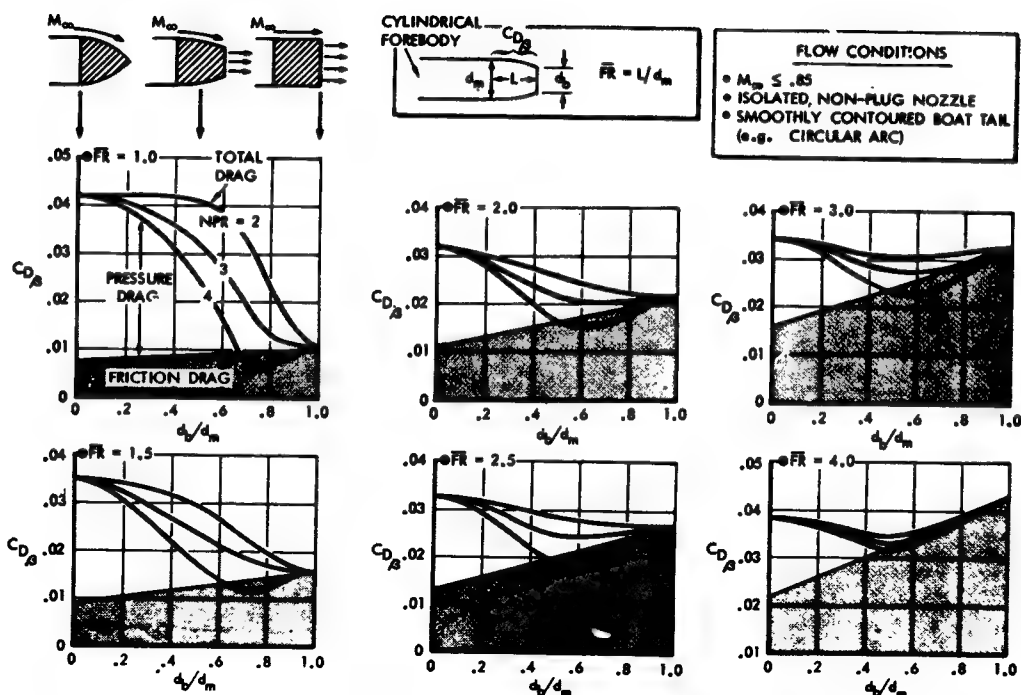 M∞ M∞ M∞
CYLINDRICAL
FOREBODY
C_Dβ
d_m L d_b
F̅R̅ = L/d_m
FLOW CONDITIONS
• M∞ ≤ .85
• ISOLATED, NON-PLUG NOZZLE
• SMOOTHLY CONTOURED BOAT TAIL
(e.g. CIRCULAR ARC)
F̅R̅ = 1.0
TOTAL
DRAG
NPR = 2
3
4
PRESSURE
DRAG
FRICTION DRAG
C_Dβ
.05
.04
.03
.02
.01
0
0 .2 .4 .6 .8 1.0
d_b/d_m
F̅R̅ = 2.0
C_Dβ
.04
.03
.02
.01
0
0 .2 .4 .6 .8 1.0
d_b/d_m
F̅R̅ = 3.0
C_Dβ
.04
.03
.02
.01
0
0 .2 .4 .6 .8 1.0
d_b/d_m
F̅R̅ = 1.5
C_Dβ
.04
.03
.02
.01
0
0 .2 .4 .6 .8 1.0
d_b/d_m
F̅R̅ = 2.5
C_Dβ
.04
.03
.02
.01
0
0 .2 .4 .6 .8 1.0
d_b/d_m
F̅R̅ = 4.0
C_Dβ
.05
.04
.03
.02
.01
0 .2 .4 .6 .8 1.0
d_b/d_m